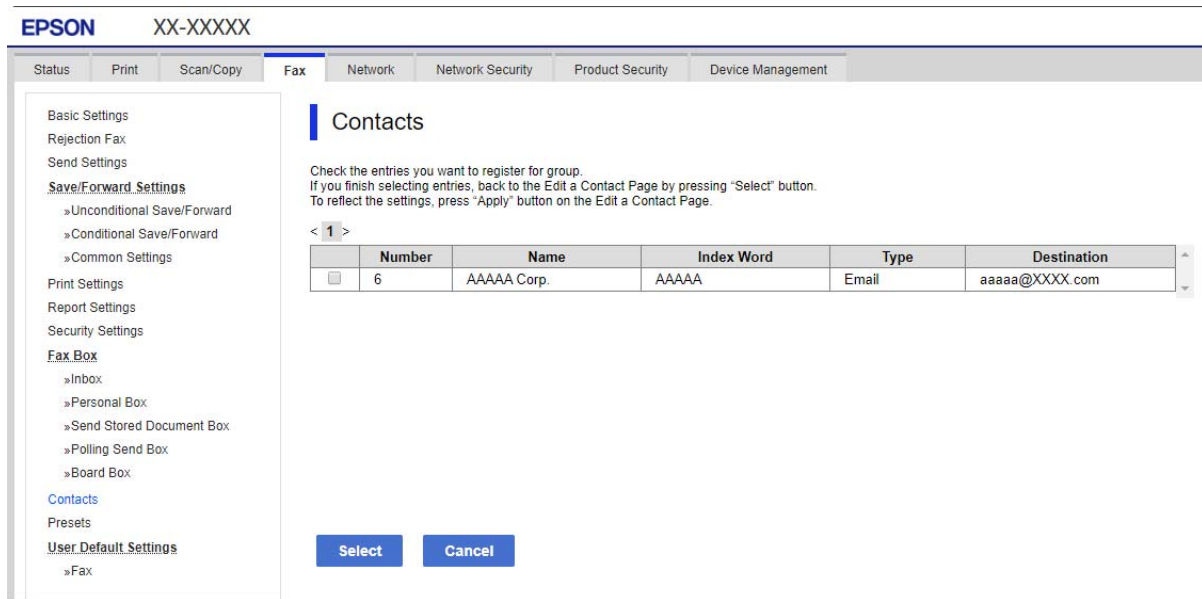 EPSON XX-XXXXX
Status Print Scan/Copy Fax Network Network Security Product Security Device Management
Basic Settings
Rejection Fax
Send Settings
Save/Forward Settings
»Unconditional Save/Forward
»Conditional Save/Forward
»Common Settings
Print Settings
Report Settings
Security Settings
Fax Box
»Inbox
»Personal Box
»Send Stored Document Box
»Polling Send Box
»Board Box
Contacts
Presets
User Default Settings
»Fax
Contacts
Check the entries you want to register for group.
If you finish selecting entries, back to the Edit a Contact Page by pressing “Select” button.
To reflect the settings, press “Apply” button on the Edit a Contact Page.
< 1 >
Number Name Index Word Type Destination
6 AAAAA Corp. AAAAA Email aaaaa@XXXX.com
Select Cancel